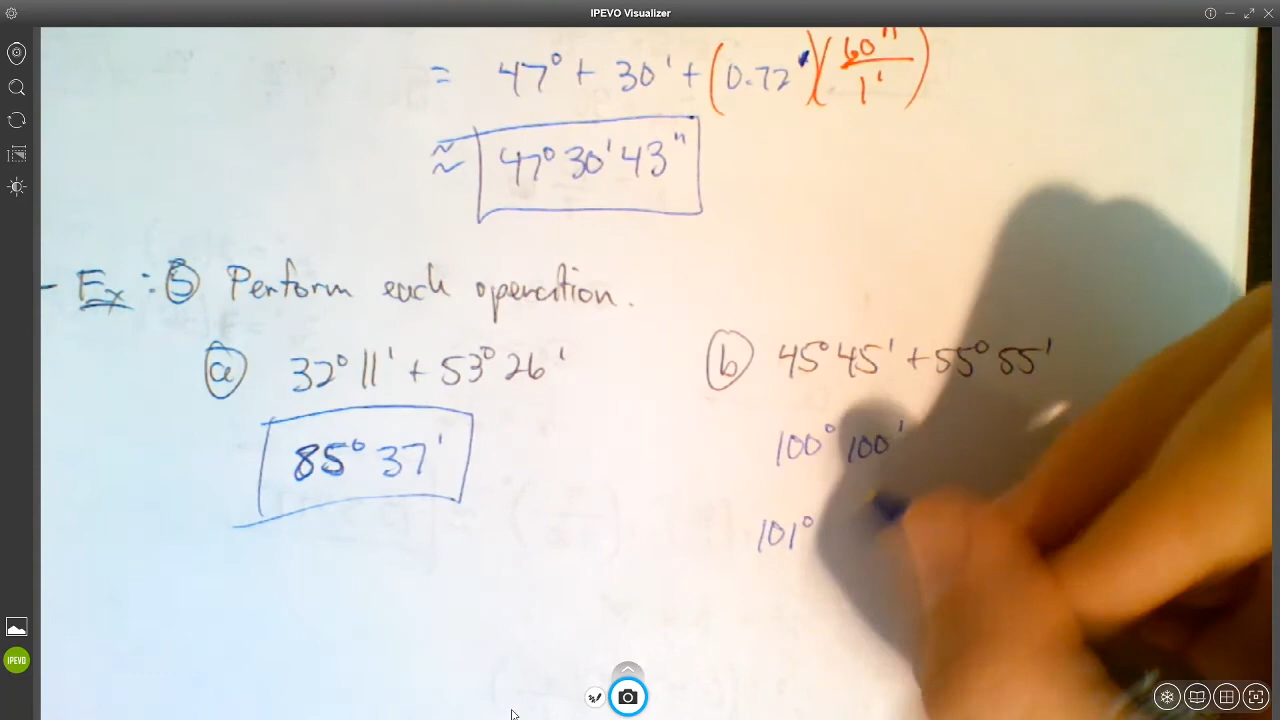 IPEVO Visualizer
= 47° + 30' + (0.72')(60"/1')
≈ 47°30'43"
- Ex: ⑤ Perform each operation.
ⓐ 32°11' + 53°26'
ⓑ 45°45' + 55°55'
85°37'
100°100'
101°
IPEVO